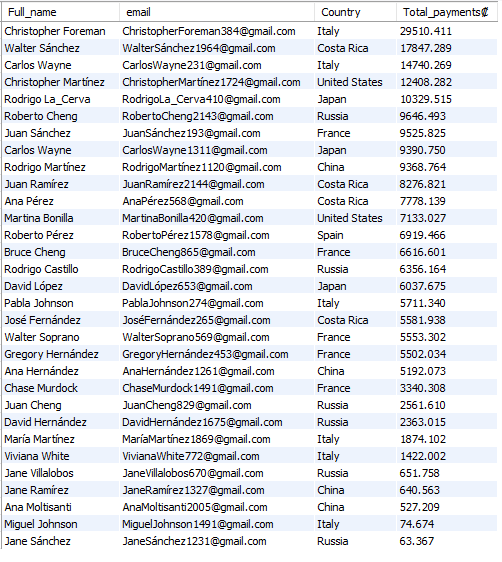 Full_name email Country Total_payments₡
Christopher Foreman ChristopherForeman384@gmail.com Italy 29510.411
Walter Sánchez WalterSánchez1964@gmail.com Costa Rica 17847.289
Carlos Wayne CarlosWayne231@gmail.com Italy 14740.269
Christopher Martínez ChristopherMartínez1724@gmail.com United States 12408.282
Rodrigo La_Cerva RodrigoLa_Cerva410@gmail.com Japan 10329.515
Roberto Cheng RobertoCheng2143@gmail.com Russia 9646.493
Juan Sánchez JuanSánchez193@gmail.com France 9525.825
Carlos Wayne CarlosWayne1311@gmail.com Japan 9390.750
Rodrigo Martínez RodrigoMartínez1120@gmail.com China 9368.764
Juan Ramírez JuanRamírez2144@gmail.com Costa Rica 8276.821
Ana Pérez AnaPérez568@gmail.com Costa Rica 7778.139
Martina Bonilla MartinaBonilla420@gmail.com United States 7133.027
Roberto Pérez RobertoPérez1578@gmail.com Spain 6919.466
Bruce Cheng BruceCheng865@gmail.com France 6616.601
Rodrigo Castillo RodrigoCastillo389@gmail.com Russia 6356.164
David López DavidLópez653@gmail.com Japan 6037.675
Pabla Johnson PablaJohnson274@gmail.com Italy 5711.340
José Fernández JoséFernández265@gmail.com Costa Rica 5581.938
Walter Soprano WalterSoprano569@gmail.com France 5553.302
Gregory Hernández GregoryHernández453@gmail.com France 5502.034
Ana Hernández AnaHernández1261@gmail.com China 5192.073
Chase Murdock ChaseMurdock1491@gmail.com France 3340.308
Juan Cheng JuanCheng829@gmail.com Russia 2561.610
David Hernández DavidHernández1675@gmail.com Russia 2363.015
María Martínez MaríaMartínez1869@gmail.com Italy 1874.102
Viviana White VivianaWhite772@gmail.com Italy 1422.002
Jane Villalobos JaneVillalobos670@gmail.com Russia 651.758
Jane Ramírez JaneRamírez1327@gmail.com China 640.563
Ana Moltisanti AnaMoltisanti2005@gmail.com China 527.209
Miguel Johnson MiguelJohnson1491@gmail.com Italy 74.674
Jane Sánchez JaneSánchez1231@gmail.com Russia 63.367